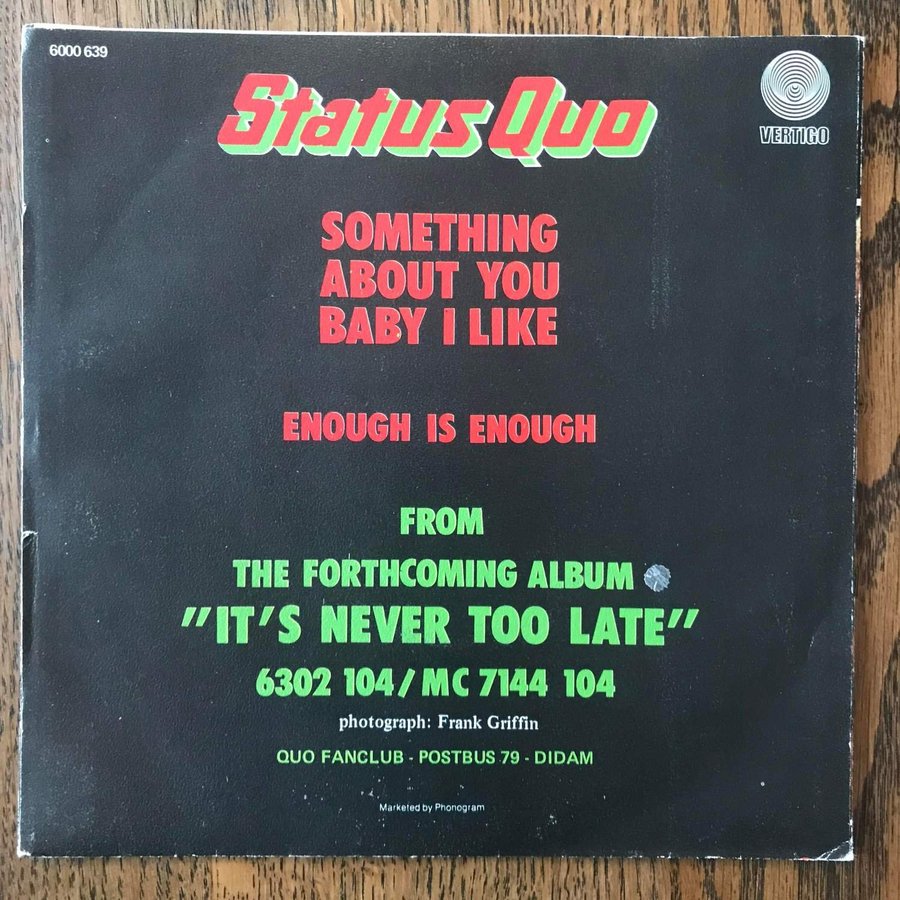 6000 639
Status Quo
VERTIGO
SOMETHING
ABOUT YOU
BABY I LIKE
ENOUGH IS ENOUGH
FROM
THE FORTHCOMING ALBUM
"IT'S NEVER TOO LATE"
6302 104/MC 7144 104
photograph: Frank Griffin
QUO FANCLUB - POSTBUS 79 - DIDAM
Marketed by Phonogram